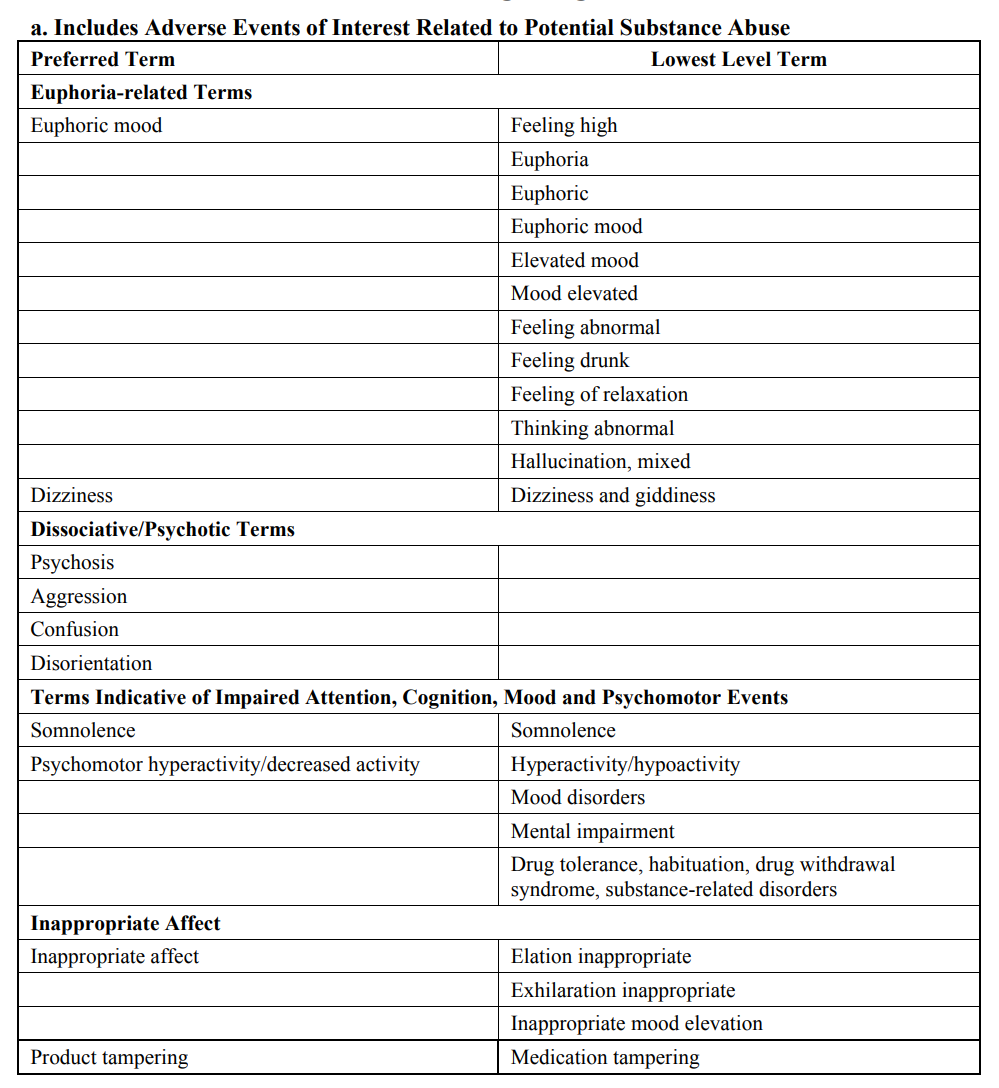 a. Includes Adverse Events of Interest Related to Potential Substance Abuse
Preferred Term Lowest Level Term
Euphoria-related Terms
Euphoric mood Feeling high
Euphoria
Euphoric
Euphoric mood
Elevated mood
Mood elevated
Feeling abnormal
Feeling drunk
Feeling of relaxation
Thinking abnormal
Hallucination, mixed
Dizziness Dizziness and giddiness
Dissociative/Psychotic Terms
Psychosis
Aggression
Confusion
Disorientation
Terms Indicative of Impaired Attention, Cognition, Mood and Psychomotor Events
Somnolence Somnolence
Psychomotor hyperactivity/decreased activity Hyperactivity/hypoactivity
Mood disorders
Mental impairment
Drug tolerance, habituation, drug withdrawal
syndrome, substance-related disorders
Inappropriate Affect
Inappropriate affect Elation inappropriate
Exhilaration inappropriate
Inappropriate mood elevation
Product tampering Medication tampering